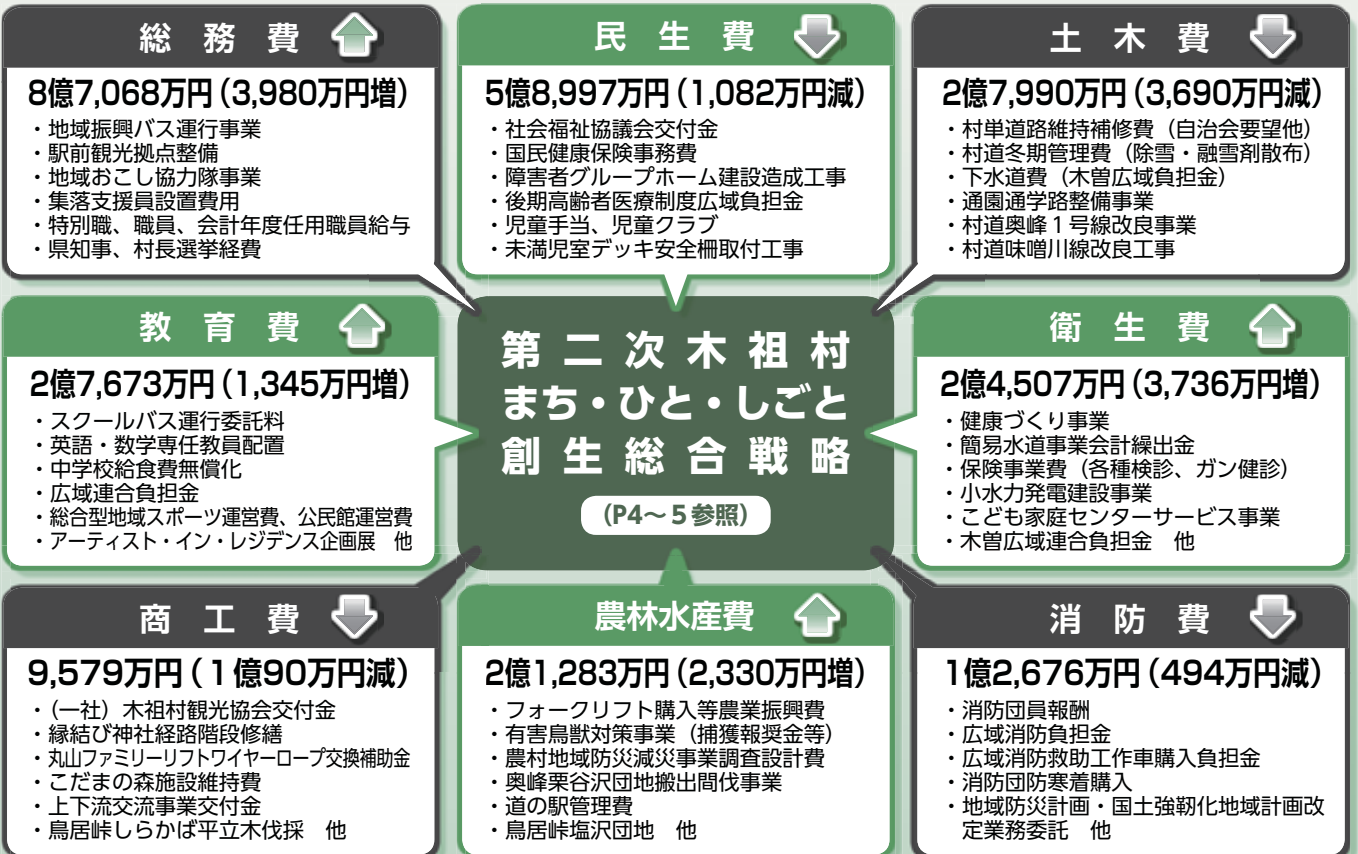 総務費
8億7,068万円（3,980万円増）
・地域振興バス運行事業
・駅前観光拠点整備
・地域おこし協力隊事業
・集落支援員設置費用
・特別職、職員、会計年度任用職員給与
・県知事、村長選挙経費
民生費
5億8,997万円（1,082万円減）
・社会福祉協議会交付金
・国民健康保険事務費
・障害者グループホーム建設造成工事
・後期高齢者医療制度広域負担金
・児童手当、児童クラブ
・未満児室デッキ安全柵取付工事
土木費
2億7,990万円（3,690万円減）
・村単道路維持補修費（自治会要望他）
・村道冬期管理費（除雪・融雪剤散布）
・下水道費（木曽広域負担金）
・通園通学路整備事業
・村道奥峰１号線改良事業
・村道味噌川線改良工事
教育費
2億7,673万円（1,345万円増）
・スクールバス運行委託料
・英語・数学専任教員配置
・中学校給食費無償化
・広域連合負担金
・総合型地域スポーツ運営費、公民館運営費
・アーティスト・イン・レジデンス企画展　他
第二次木祖村
まち・ひと・しごと
創生総合戦略
（P4～５参照）
衛生費
2億4,507万円（3,736万円増）
・健康づくり事業
・簡易水道事業会計繰出金
・保険事業費（各種検診、ガン健診）
・小水力発電建設事業
・こども家庭センターサービス事業
・木曽広域連合負担金　他
商工費
9,579万円（１億90万円減）
・（一社）木祖村観光協会交付金
・縁結び神社経路階段修繕
・丸山ファミリーリフトワイヤーロープ交換補助金
・こだまの森施設維持費
・上下流交流事業交付金
・鳥居峠しらかば平立木伐採　他
農林水産費
2億1,283万円（2,330万円増）
・フォークリフト購入等農業振興費
・有害鳥獣対策事業（捕獲報奨金等）
・農村地域防災減災事業調査設計費
・奥峰栗谷沢団地搬出間伐事業
・道の駅管理費
・鳥居峠塩沢団地　他
消防費
1億2,676万円（494万円減）
・消防団員報酬
・広域消防負担金
・広域消防救助工作車購入負担金
・消防団防寒着購入
・地域防災計画・国土強靭化地域計画改
定業務委託　他